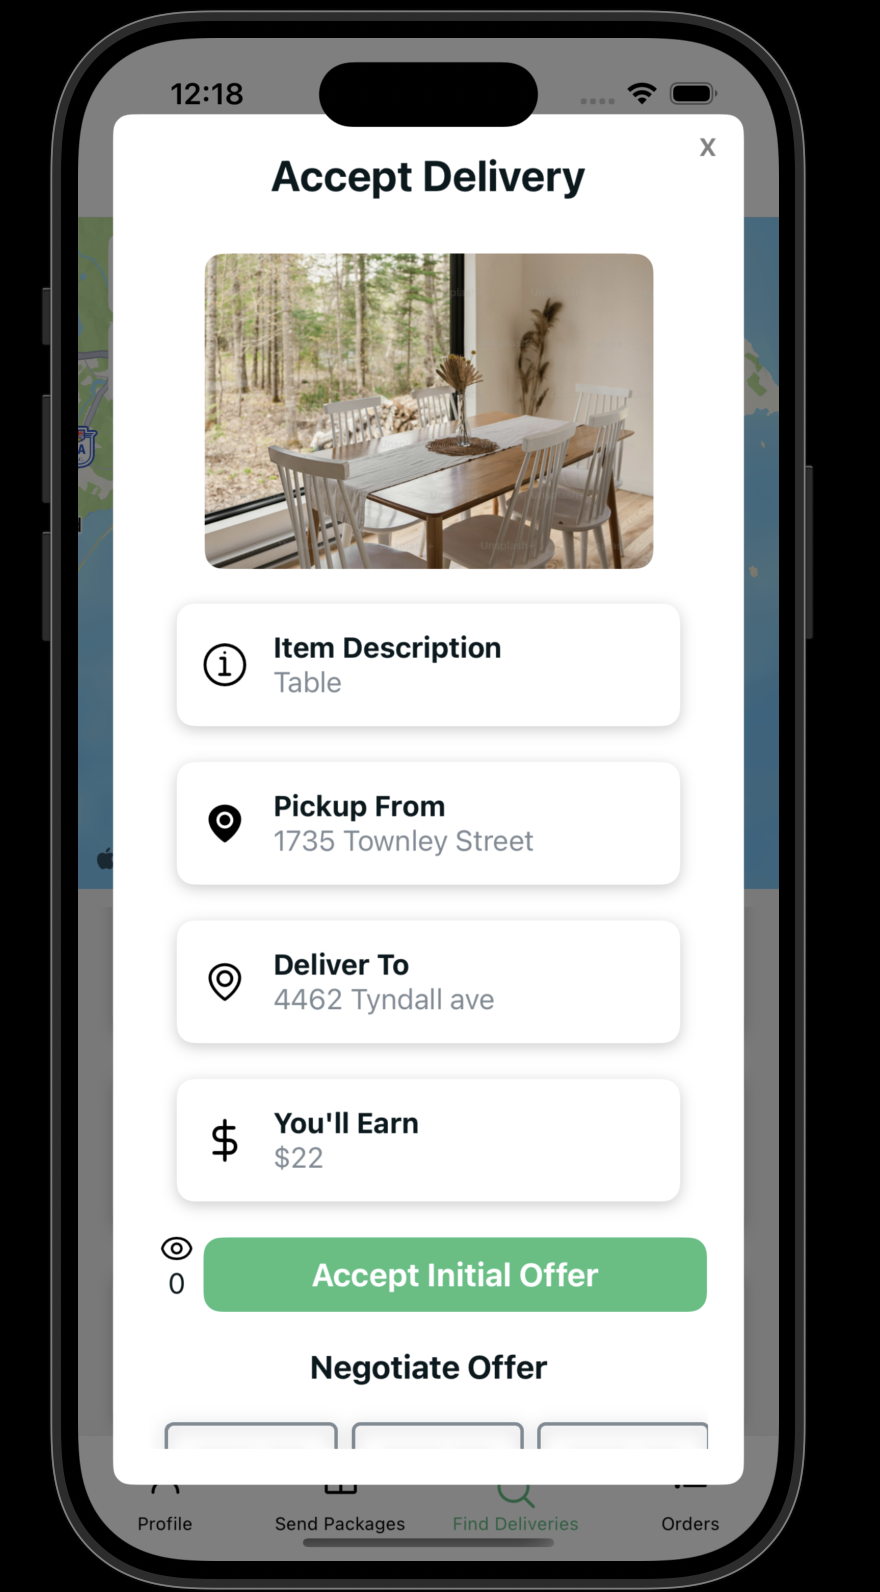 12:18
X
Accept Delivery
Item Description
Table
Pickup From
1735 Townley Street
Deliver To
4462 Tyndall ave
You'll Earn
$22
0
Accept Initial Offer
Negotiate Offer
Profile
Send Packages
Find Deliveries
Orders